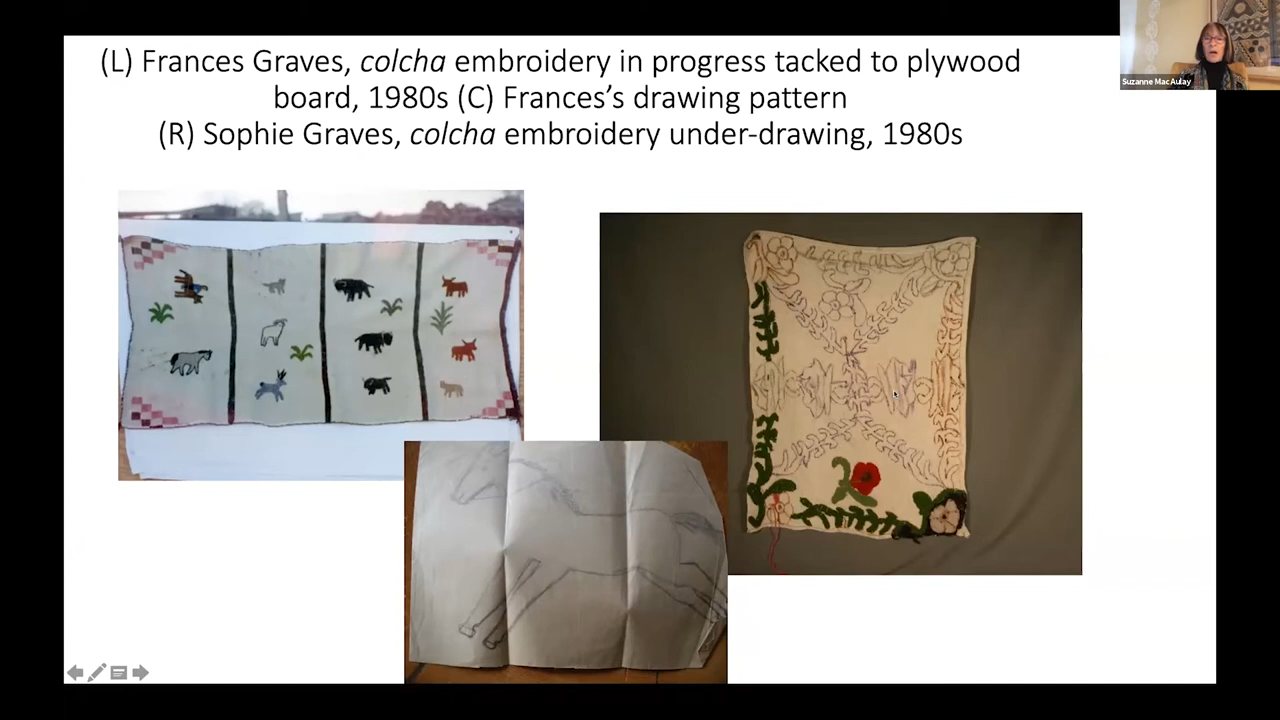 (L) Frances Graves, colcha embroidery in progress tacked to plywood
board, 1980s (C) Frances’s drawing pattern
(R) Sophie Graves, colcha embroidery under-drawing, 1980s
Suzanne MacAulay